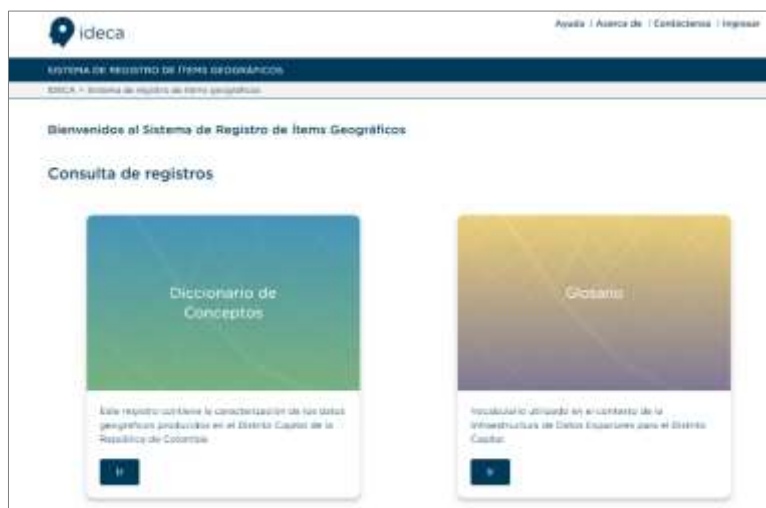 ideca
Ayuda | Acerca de | Contáctenos | Ingresar
SISTEMA DE REGISTRO DE ÍTEMS GEOGRÁFICOS
IDECA > Sistema de registro de ítems geográficos
Bienvenidos al Sistema de Registro de Ítems Geográficos
Consulta de registros
Diccionario de
Conceptos
Este registro contiene la caracterización de los datos
geográficos producidos en el Distrito Capital de la
República de Colombia.
Ir
Glosario
Vocabulario utilizado en el contexto de la
Infraestructura de Datos Espaciales para el Distrito
Capital.
Ir